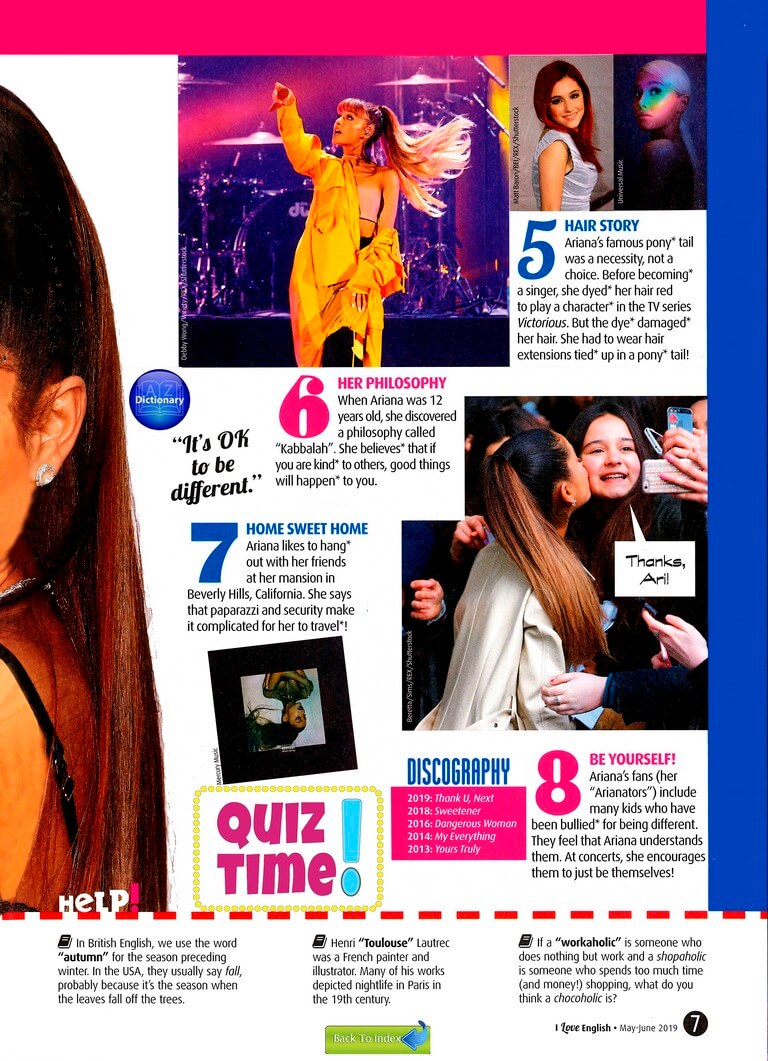 Debby Wong/Variety/REX/Shutterstock
Matt Baron/BEI/REX/Shutterstock
Universal Music
5
HAIR STORY
Ariana's famous pony* tail
was a necessity, not a
choice. Before becoming*
a singer, she dyed* her hair red
to play a character* in the TV series
Victorious. But the dye* damaged*
her hair. She had to wear hair
extensions tied* up in a pony* tail!
A Z
Dictionary
"It's OK
to be
different."
6
HER PHILOSOPHY
When Ariana was 12
years old, she discovered
a philosophy called
"Kabbalah". She believes* that if
you are kind* to others, good things
will happen* to you.
7
HOME SWEET HOME
Ariana likes to hang*
out with her friends
at her mansion in
Beverly Hills, California. She says
that paparazzi and security make
it complicated for her to travel*!
Thanks,
Ari!
Beretta/Sims/REX/Shutterstock
Mercury Music
QUIZ
TIME!
DISCOGRAPHY
2019: Thank U, Next
2018: Sweetener
2016: Dangerous Woman
2014: My Everything
2013: Yours Truly
8
BE YOURSELF!
Ariana's fans (her
"Arianators") include
many kids who have
been bullied* for being different.
They feel that Ariana understands
them. At concerts, she encourages
them to just be themselves!
HELP!
In British English, we use the word
"autumn" for the season preceding
winter. In the USA, they usually say fall,
probably because it's the season when
the leaves fall off the trees.
Henri "Toulouse" Lautrec
was a French painter and
illustrator. Many of his works
depicted nightlife in Paris in
the 19th century.
If a "workaholic" is someone who
does nothing but work and a shopaholic
is someone who spends too much time
(and money!) shopping, what do you
think a chocoholic is?
Back To Index
I Love English • May-June 2019 7